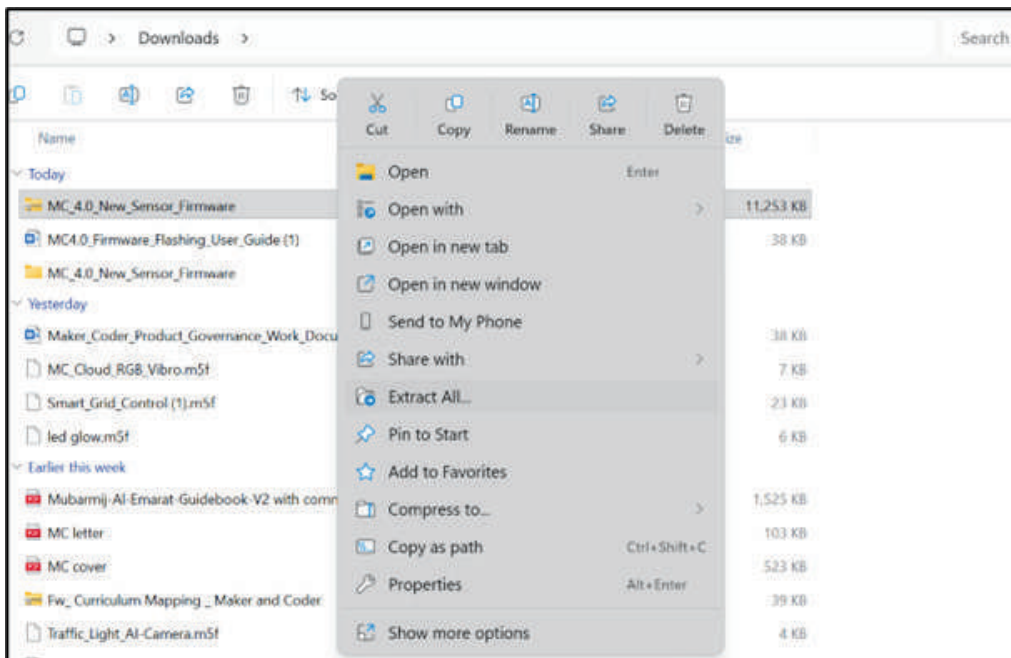 Downloads
Search
So
Cut Copy Rename Share Delete
Name
ize
Today
Open Enter
MC_4.0_New_Sensor_Firmware 11,253 KB
Open with
MC4.0_Firmware_Flashing_User_Guide (1) 38 KB
Open in new tab
MC_4.0_New_Sensor_Firmware
Open in new window
Yesterday
Send to My Phone
Maker_Coder_Product_Governance_Work_Docu 38 KB
Share with
MC_Cloud_RGB_Vibro.m5f 7 KB
Extract All...
Smart_Grid_Control (1).m5f 23 KB
led glow.m5f 6 KB
Pin to Start
Earlier this week
Add to Favorites
Mubarmij-Al-Emarat-Guidebook-V2 with comm 1,525 KB
Compress to...
MC letter 103 KB
Copy as path Ctrl+Shift+C
MC cover 523 KB
Properties Alt+Enter
Fw_ Curriculum Mapping _ Maker and Coder 39 KB
Traffic_Light_AI-Camera.m5f 4 KB
Show more options